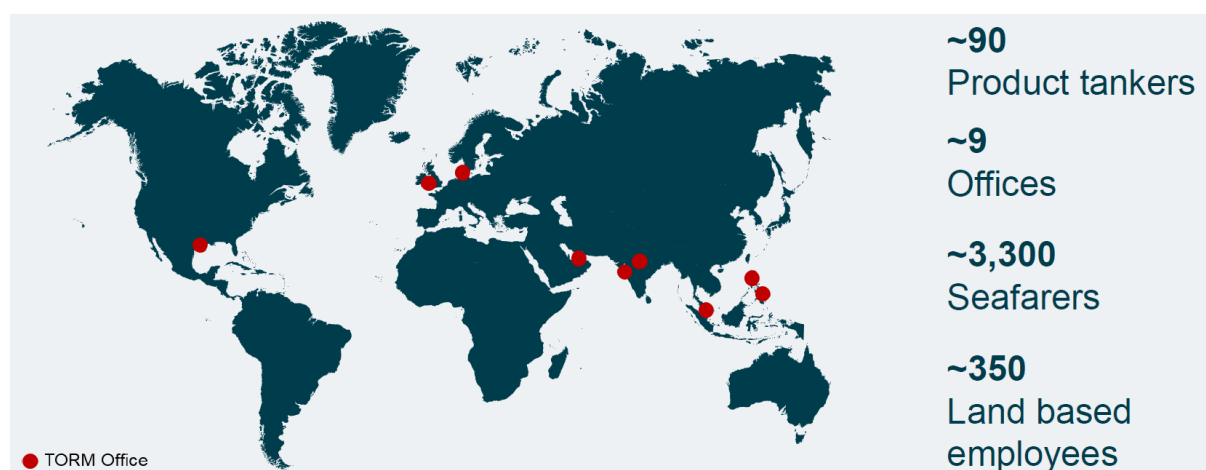 ~90
Product tankers
~9
Offices
~3,300
Seafarers
~350
Land based
employees
TORM Office